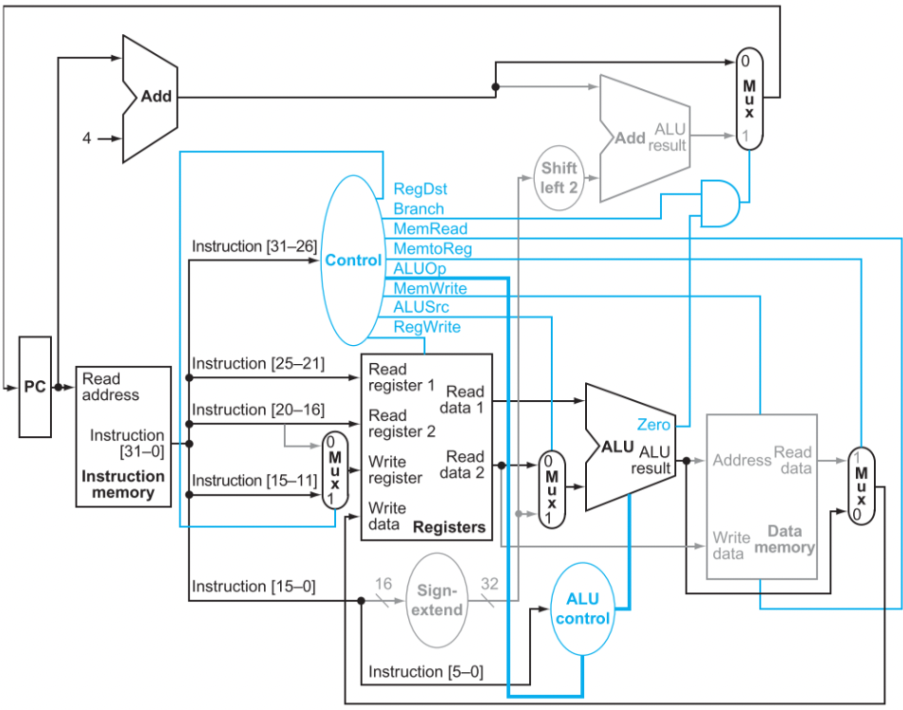 Add
4
0
M
u
x
1
Add
ALU
result
Shift
left 2
RegDst
Branch
MemRead
MemtoReg
ALUOp
MemWrite
ALUSrc
RegWrite
Control
Instruction [31–26]
Instruction [25–21]
Instruction [20–16]
Instruction [15–11]
Instruction [15–0]
Instruction [5–0]
PC
Read
address
Instruction
[31–0]
Instruction
memory
0
M
u
x
1
Read
register 1
Read
register 2
Write
register
Write
data
Read
data 1
Read
data 2
Registers
0
M
u
x
1
Zero
ALU
ALU
result
Address
Read
data
Write
data
Data
memory
1
M
u
x
0
16
Sign-
extend
32
ALU
control